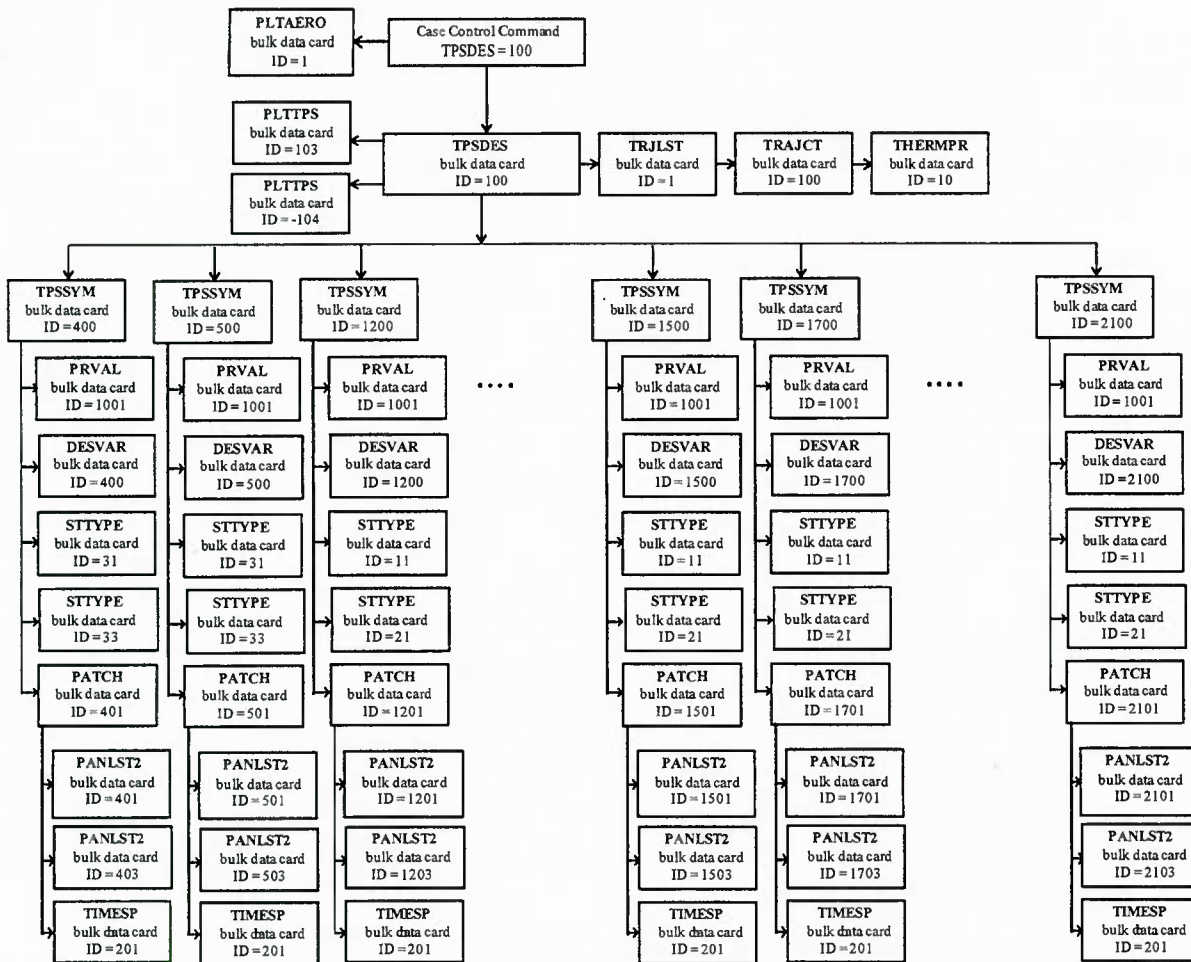 PLTAERO
bulk data card
ID = 1
Case Control Command
TPSDES = 100
PLTTPS
bulk data card
ID = 103
PLTTPS
bulk data card
ID = -104
TPSDES
bulk data card
ID = 100
TRJLST
bulk data card
ID = 1
TRAJCT
bulk data card
ID = 100
THERMPR
bulk data card
ID = 10
TPSSYM
bulk data card
ID = 400
PRVAL
bulk data card
ID = 1001
DESVAR
bulk data card
ID = 400
STTYPE
bulk data card
ID = 31
STTYPE
bulk data card
ID = 33
PATCH
bulk data card
ID = 401
PANLST2
bulk data card
ID = 401
PANLST2
bulk data card
ID = 403
TIMESP
bulk data card
ID = 201
TPSSYM
bulk data card
ID = 500
PRVAL
bulk data card
ID = 1001
DESVAR
bulk data card
ID = 500
STTYPE
bulk data card
ID = 31
STTYPE
bulk data card
ID = 33
PATCH
bulk data card
ID = 501
PANLST2
bulk data card
ID = 501
PANLST2
bulk data card
ID = 503
TIMESP
bulk data card
ID = 201
TPSSYM
bulk data card
ID = 1200
PRVAL
bulk data card
ID = 1001
DESVAR
bulk data card
ID = 1200
STTYPE
bulk data card
ID = 11
STTYPE
bulk data card
ID = 21
PATCH
bulk data card
ID = 1201
PANLST2
bulk data card
ID = 1201
PANLST2
bulk data card
ID = 1203
TIMESP
bulk data card
ID = 201
....
TPSSYM
bulk data card
ID = 1500
PRVAL
bulk data card
ID = 1001
DESVAR
bulk data card
ID = 1500
STTYPE
bulk data card
ID = 11
STTYPE
bulk data card
ID = 21
PATCH
bulk data card
ID = 1501
PANLST2
bulk data card
ID = 1501
PANLST2
bulk data card
ID = 1503
TIMESP
bulk data card
ID = 201
TPSSYM
bulk data card
ID = 1700
PRVAL
bulk data card
ID = 1001
DESVAR
bulk data card
ID = 1700
STTYPE
bulk data card
ID = 11
STTYPE
bulk data card
ID = 21
PATCH
bulk data card
ID = 1701
PANLST2
bulk data card
ID = 1701
PANLST2
bulk data card
ID = 1703
TIMESP
bulk data card
ID = 201
....
TPSSYM
bulk data card
ID = 2100
PRVAL
bulk data card
ID = 1001
DESVAR
bulk data card
ID = 2100
STTYPE
bulk data card
ID = 11
STTYPE
bulk data card
ID = 21
PATCH
bulk data card
ID = 2101
PANLST2
bulk data card
ID = 2101
PANLST2
bulk data card
ID = 2103
TIMESP
bulk data card
ID = 201